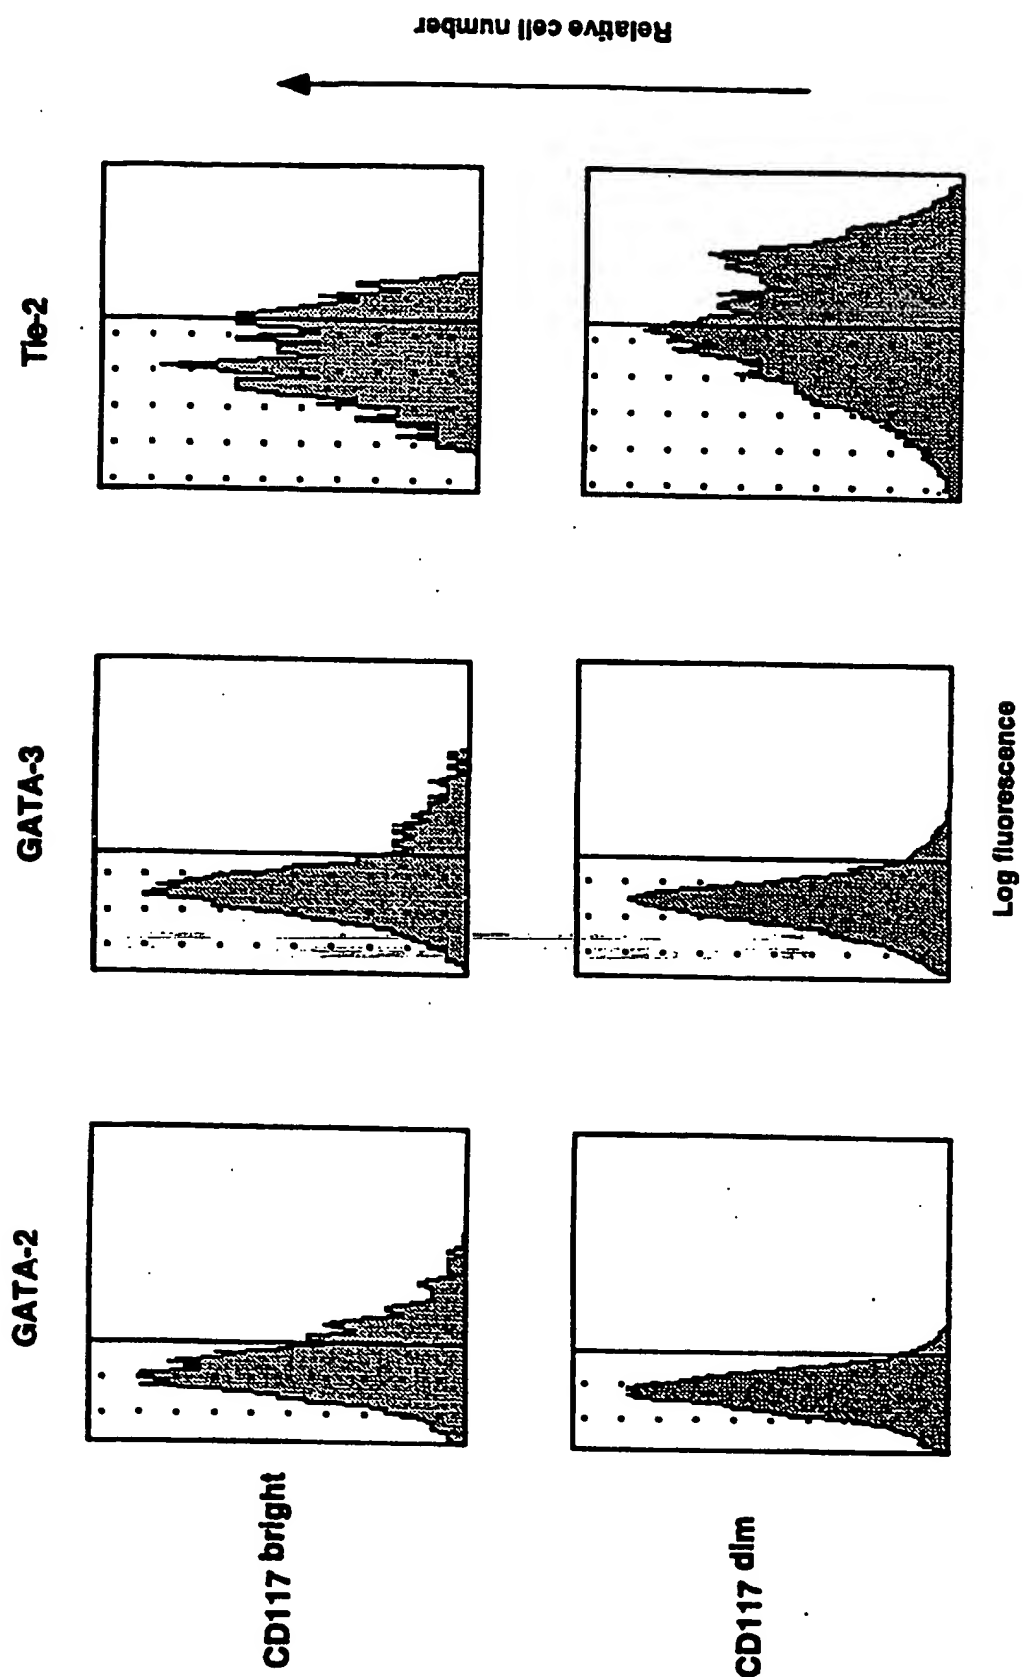 GATA-2
GATA-3
Tie-2
CD117 bright
CD117 dim
Log fluorescence
Relative cell number